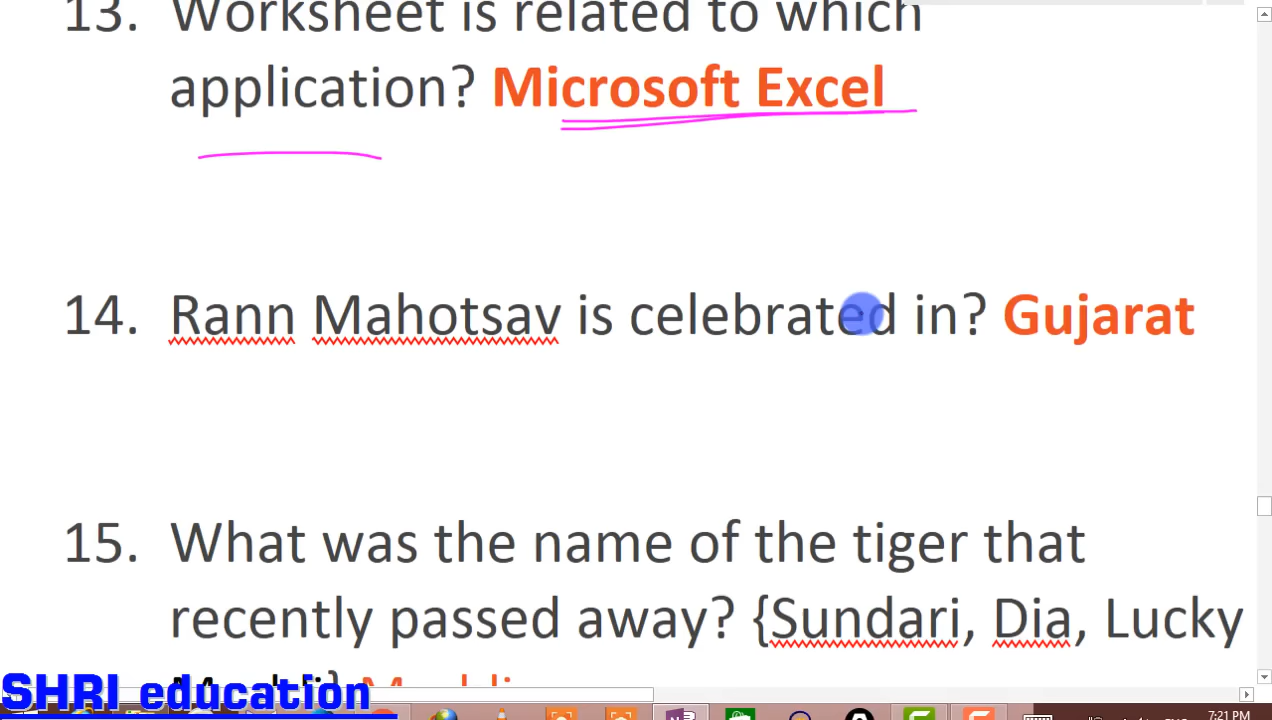 13. Worksheet is related to which
application? Microsoft Excel
14. Rann Mahotsav is celebrated in? Gujarat
15. What was the name of the tiger that
recently passed away? {Sundari, Dia, Lucky
SHRI education
7:21 PM